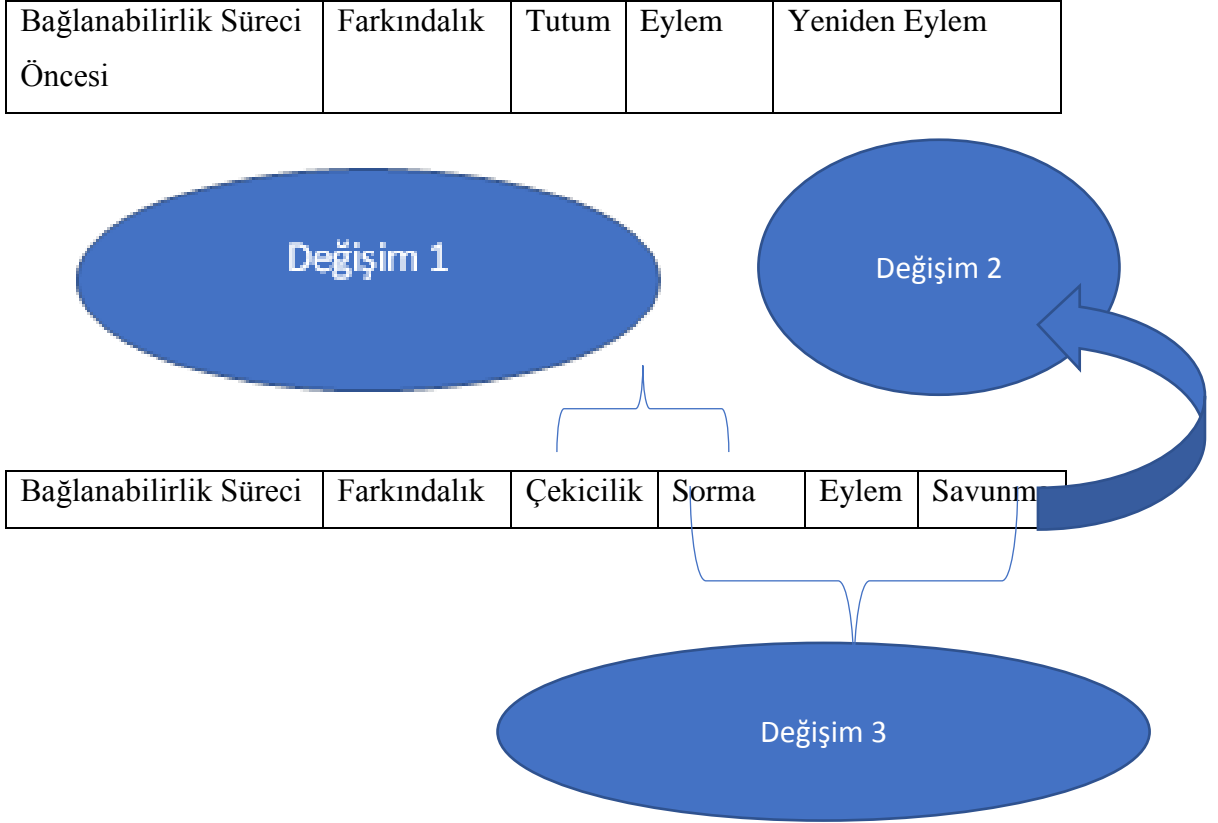 Bağlanabilirlik Süreci Öncesi Farkındalık Tutum Eylem Yeniden Eylem
Değişim 1
Değişim 2
Bağlanabilirlik Süreci Farkındalık Çekicilik Sorma Eylem Savunma
Değişim 3